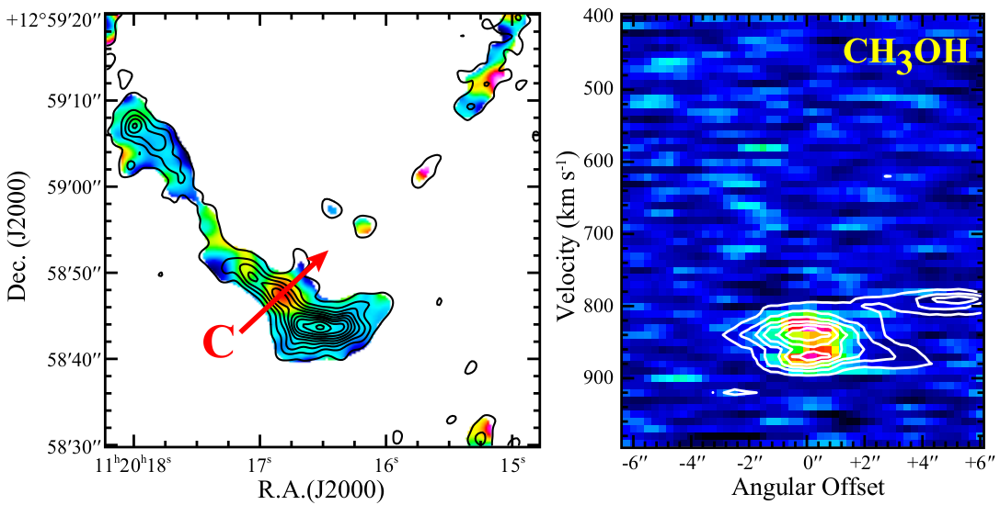 +12°59′20″
59′10″
59′00″
58′50″
58′40″
58′30″
Dec. (J2000)
C
11ʰ20ᵐ18ˢ
17ˢ
16ˢ
15ˢ
R.A.(J2000)
CH₃OH
400
500
600
700
800
900
Velocity (km s⁻¹)
-6″
-4″
-2″
0″
+2″
+4″
+6″
Angular Offset